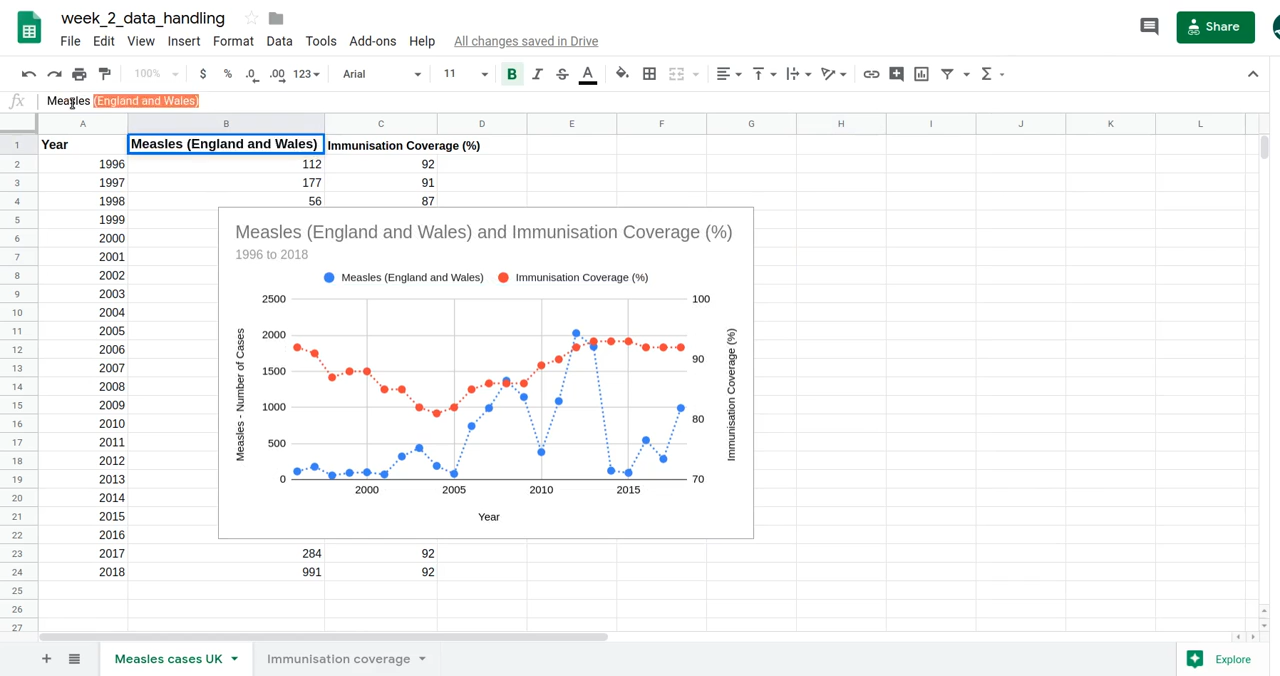 week_2_data_handling
File Edit View Insert Format Data Tools Add-ons Help All changes saved in Drive
Share
100% $ % .0 .00 123 Arial 11 B I S A Σ
fx Measles (England and Wales)
A B C D E F G H I J K L
1 Year Measles (England and Wales) Immunisation Coverage (%)
2 1996 112 92
3 1997 177 91
4 1998 56 87
5 1999
6 2000
7 2001
8 2002
9 2003
10 2004
11 2005
12 2006
13 2007
14 2008
15 2009
16 2010
17 2011
18 2012
19 2013
20 2014
21 2015
22 2016
23 2017 284 92
24 2018 991 92
25
26
27
Measles (England and Wales) and Immunisation Coverage (%)
1996 to 2018
Measles (England and Wales) Immunisation Coverage (%)
Measles - Number of Cases
2500
2000
1500
1000
500
0
100
90
80
70
Immunisation Coverage (%)
2000 2005 2010 2015
Year
+ Measles cases UK Immunisation coverage Explore